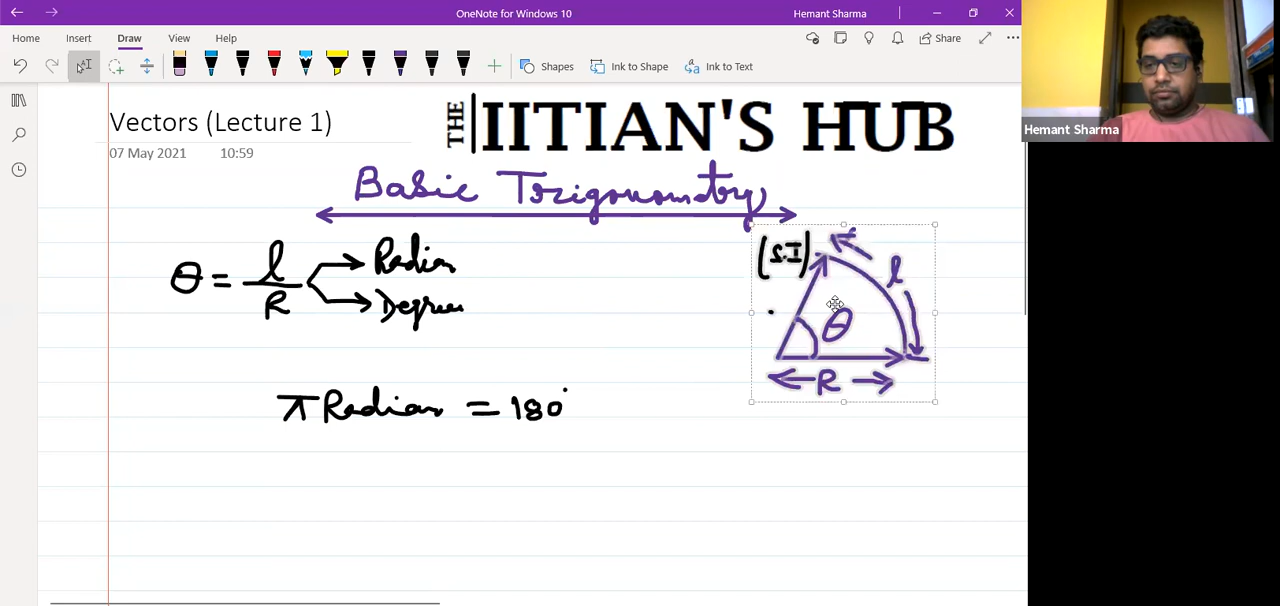 OneNote for Windows 10
Hemant Sharma
Home Insert Draw View Help
Share
Shapes Ink to Shape Ink to Text
Vectors (Lecture 1)
THE IITIAN'S HUB
07 May 2021 10:59
Hemant Sharma
Basic Trigonometry
θ = l/R
Radian
Degree
(S.I)
l
θ
R
π Radian = 180°